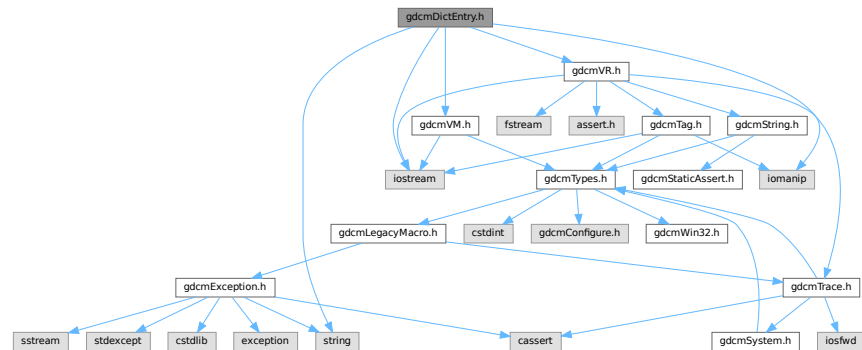 gdcmDictEntry.h
gdcmVR.h
gdcmVM.h
fstream
assert.h
gdcmTag.h
gdcmString.h
iostream
gdcmTypes.h
gdcmStaticAssert.h
iomanip
gdcmLegacyMacro.h
cstdint
gdcmConfigure.h
gdcmWin32.h
gdcmException.h
gdcmTrace.h
sstream
stdexcept
cstdlib
exception
string
cassert
gdcmSystem.h
iosfwd